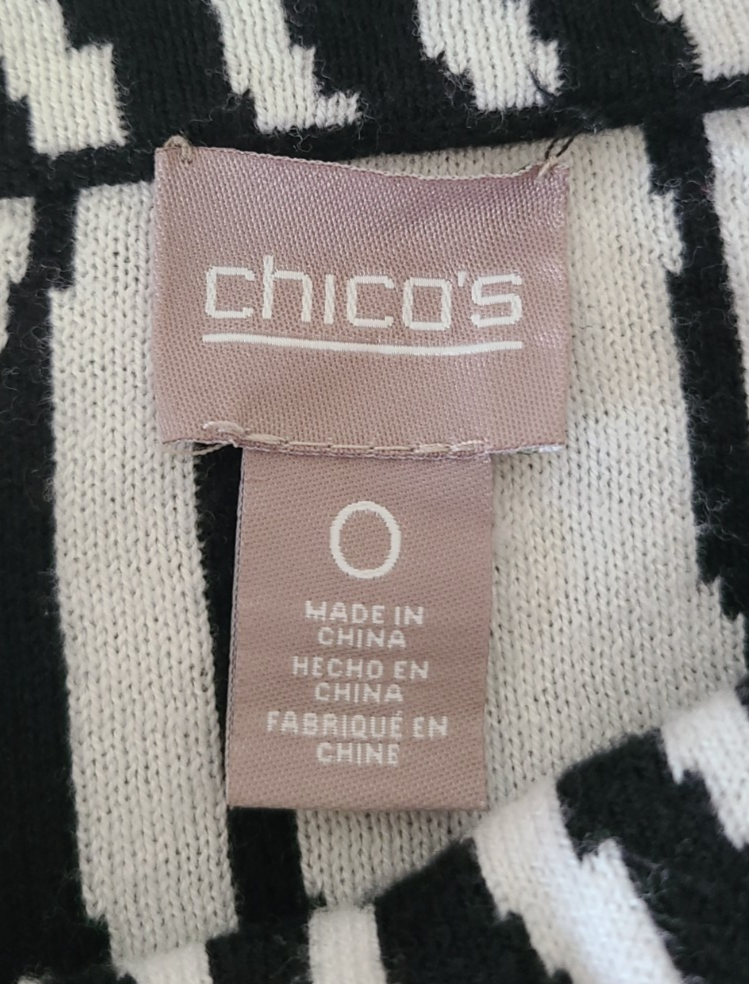 chico's
0
MADE IN
CHINA
HECHO EN
CHINA
FABRIQUÉ EN
CHINE